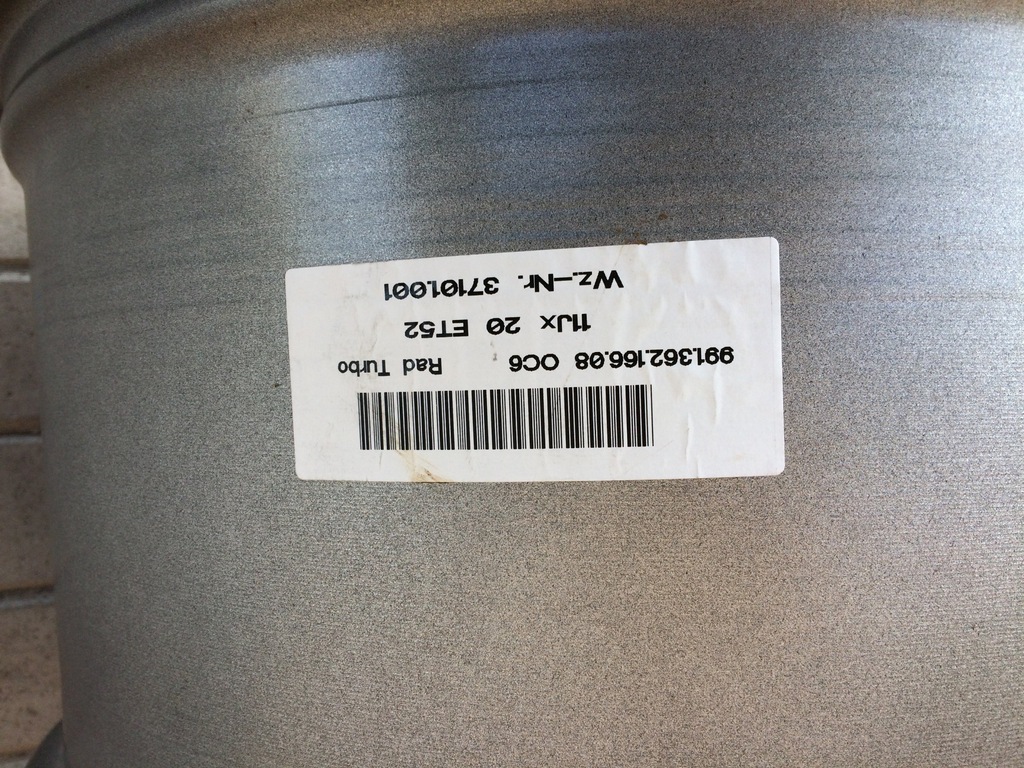 991.362.166.08 OC6 Rad Turbo
11Jx 20 ET52
Wz.-Nr. 37101.001